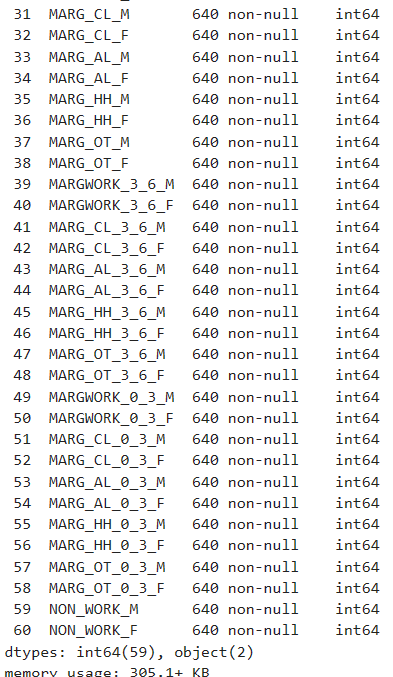 31 MARG_CL_M 640 non-null int64
32 MARG_CL_F 640 non-null int64
33 MARG_AL_M 640 non-null int64
34 MARG_AL_F 640 non-null int64
35 MARG_HH_M 640 non-null int64
36 MARG_HH_F 640 non-null int64
37 MARG_OT_M 640 non-null int64
38 MARG_OT_F 640 non-null int64
39 MARGWORK_3_6_M 640 non-null int64
40 MARGWORK_3_6_F 640 non-null int64
41 MARG_CL_3_6_M 640 non-null int64
42 MARG_CL_3_6_F 640 non-null int64
43 MARG_AL_3_6_M 640 non-null int64
44 MARG_AL_3_6_F 640 non-null int64
45 MARG_HH_3_6_M 640 non-null int64
46 MARG_HH_3_6_F 640 non-null int64
47 MARG_OT_3_6_M 640 non-null int64
48 MARG_OT_3_6_F 640 non-null int64
49 MARGWORK_0_3_M 640 non-null int64
50 MARGWORK_0_3_F 640 non-null int64
51 MARG_CL_0_3_M 640 non-null int64
52 MARG_CL_0_3_F 640 non-null int64
53 MARG_AL_0_3_M 640 non-null int64
54 MARG_AL_0_3_F 640 non-null int64
55 MARG_HH_0_3_M 640 non-null int64
56 MARG_HH_0_3_F 640 non-null int64
57 MARG_OT_0_3_M 640 non-null int64
58 MARG_OT_0_3_F 640 non-null int64
59 NON_WORK_M 640 non-null int64
60 NON_WORK_F 640 non-null int64
dtypes: int64(59), object(2)
memory usage: 305.1+ KB